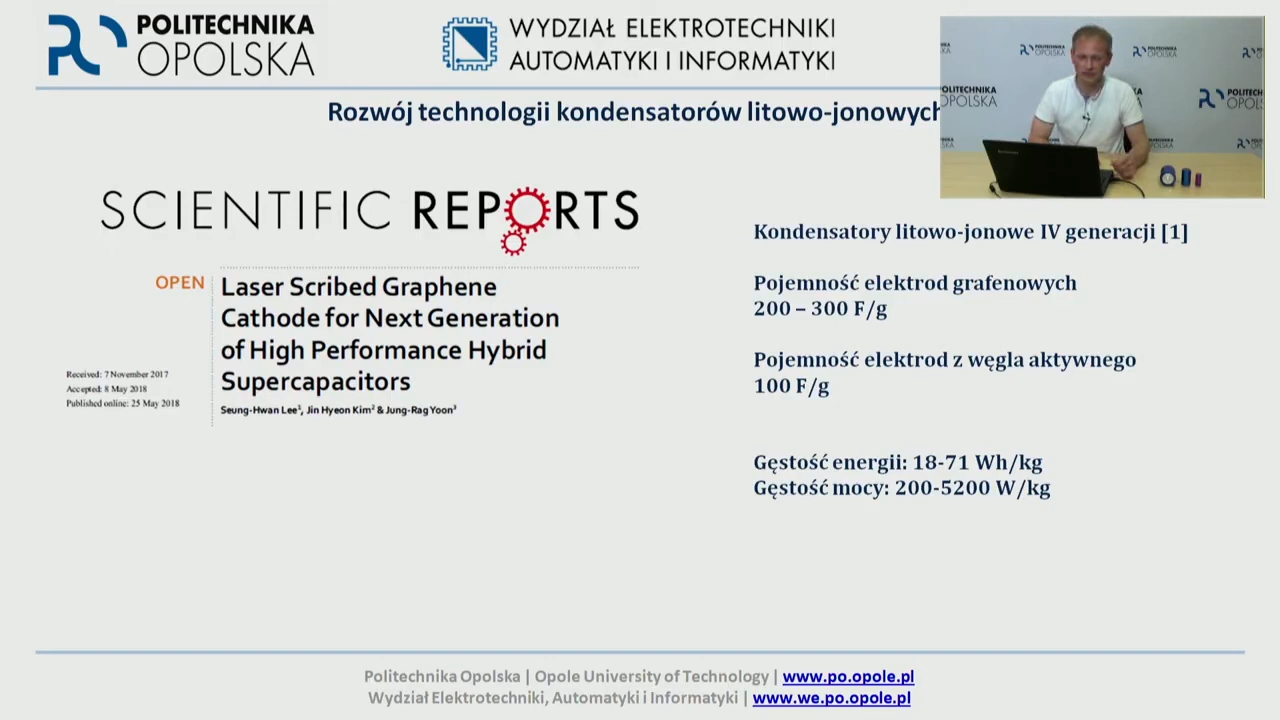 POLITECHNIKA
OPOLSKA
WYDZIAŁ ELEKTROTECHNIKI
AUTOMATYKI I INFORMATYKI
Rozwój technologii kondensatorów litowo-jonowych
SCIENTIFIC REPORTS
OPEN
Laser Scribed Graphene
Cathode for Next Generation
of High Performance Hybrid
Supercapacitors
Received: 7 November 2017
Accepted: 8 May 2018
Published online: 25 May 2018
Seung-Hwan Lee1, Jin Hyeon Kim2 & Jung-Rag Yoon3
Kondensatory litowo-jonowe IV generacji [1]
Pojemność elektrod grafenowych
200 – 300 F/g
Pojemność elektrod z węgla aktywnego
100 F/g
Gęstość energii: 18-71 Wh/kg
Gęstość mocy: 200-5200 W/kg
Politechnika Opolska | Opole University of Technology | www.po.opole.pl
Wydział Elektrotechniki, Automatyki i Informatyki | www.we.po.opole.pl